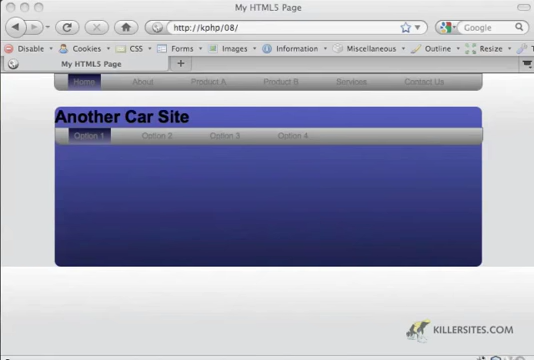 My HTML5 Page
http://kphp/08/
Google
Disable
Cookies
CSS
Forms
Images
Information
Miscellaneous
Outline
Resize
My HTML5 Page
Home
About
Product A
Product B
Services
Contact Us
Another Car Site
Option 1
Option 2
Option 3
Option 4
KILLERSITES.COM